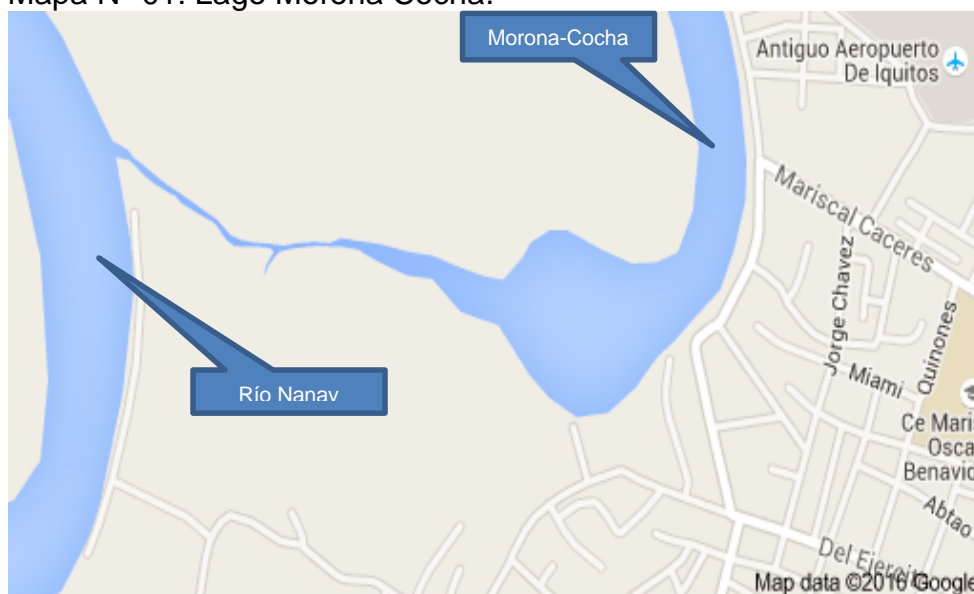 Mapa N° 01: Lago Morona Cocha.
Morona-Cocha
Antiguo Aeropuerto
De Iquitos
Mariscal Caceres
Jorge Chavez
Quinones
Miami
Río Nanay
Ce Maris
Osca
Benavid
Abtao
Del Ejercito
Map data ©2016 Google